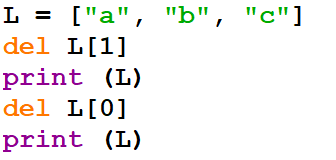 L = ["a", "b", "c"]
del L[1]
print (L)
del L[0]
print (L)